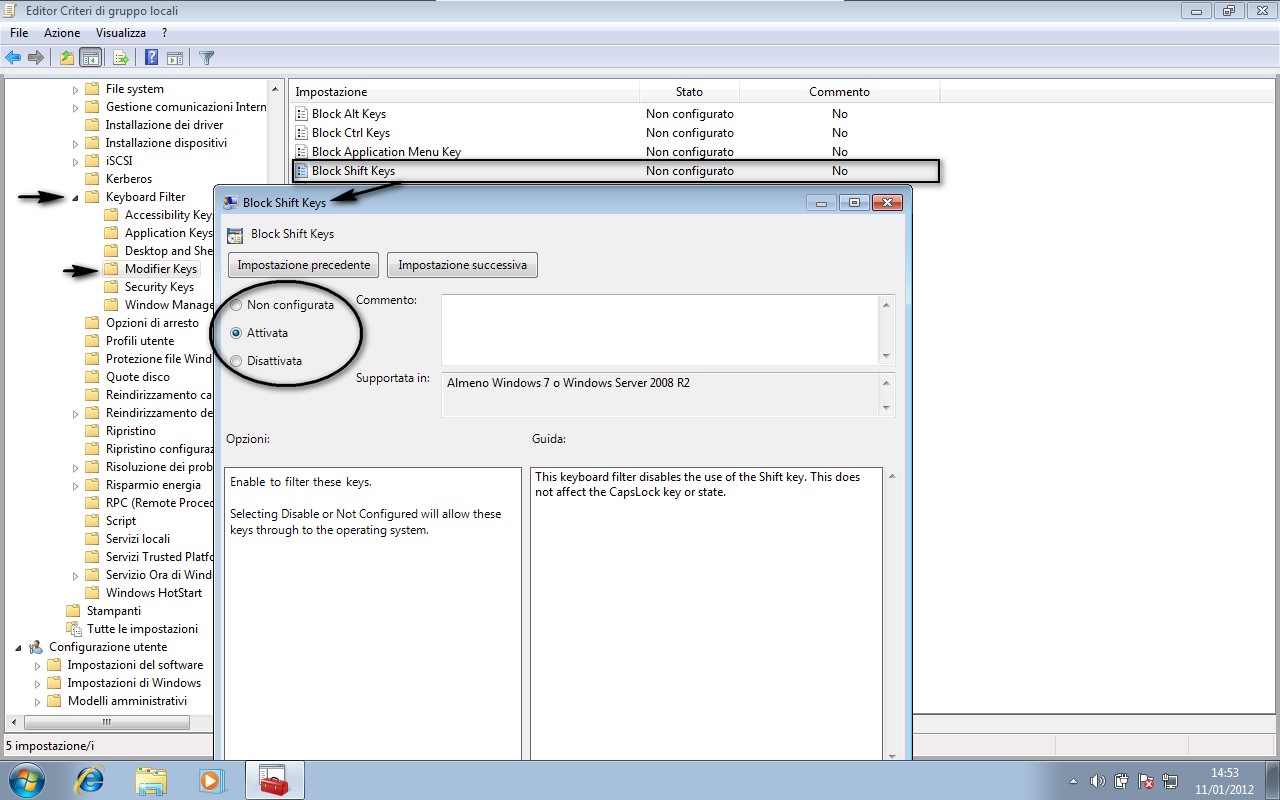 Editor Criteri di gruppo locali
File Azione Visualizza ?
File system
Gestione comunicazioni Intern
Installazione dei driver
Installazione dispositivi
iSCSI
Kerberos
Keyboard Filter
Accessibility Key
Application Keys
Desktop and She
Modifier Keys
Security Keys
Window Manage
Opzioni di arresto
Profili utente
Protezione file Wind
Quote disco
Reindirizzamento ca
Reindirizzamento de
Ripristino
Ripristino configuraz
Risoluzione dei prob
Risparmio energia
RPC (Remote Proced
Script
Servizi locali
Servizi Trusted Platfo
Servizio Ora di Wind
Windows HotStart
Stampanti
Tutte le impostazioni
Configurazione utente
Impostazioni del software
Impostazioni di Windows
Modelli amministrativi
5 impostazione/i
Impostazione Stato Commento
Block Alt Keys Non configurato No
Block Ctrl Keys Non configurato No
Block Application Menu Key Non configurato No
Block Shift Keys Non configurato No
Block Shift Keys
Block Shift Keys
Impostazione precedente Impostazione successiva
Non configurata
Attivata
Disattivata
Commento:
Supportata in: Almeno Windows 7 o Windows Server 2008 R2
Opzioni:
Enable to filter these keys.
Selecting Disable or Not Configured will allow these
keys through to the operating system.
Guida:
This keyboard filter disables the use of the Shift key. This does
not affect the CapsLock key or state.
14:53
11/01/2012